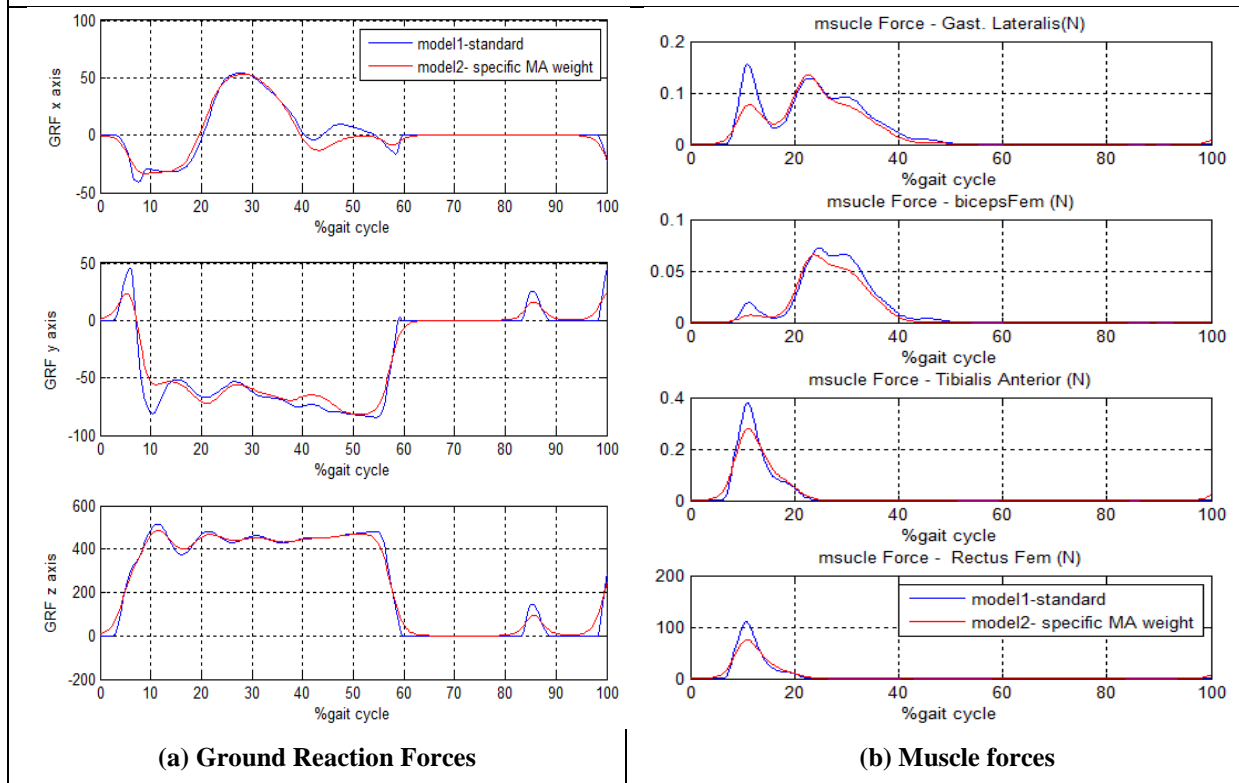 100
50
0
-50
GRF x axis
model1-standard
model2- specific MA weight
0 10 20 30 40 50 60 70 80 90 100
%gait cycle
50
0
-50
-100
GRF y axis
0 10 20 30 40 50 60 70 80 90 100
%gait cycle
600
400
200
0
-200
GRF z axis
0 10 20 30 40 50 60 70 80 90 100
%gait cycle
(a) Ground Reaction Forces
msucle Force - Gast. Lateralis(N)
0.2
0.1
0
0 20 40 60 80 100
%gait cycle
msucle Force - bicepsFem (N)
0.1
0.05
0
0 20 40 60 80 100
%gait cycle
msucle Force - Tibialis Anterior (N)
0.4
0.2
0
0 20 40 60 80 100
%gait cycle
msucle Force - Rectus Fem (N)
200
100
0
model1-standard
model2- specific MA weight
0 20 40 60 80 100
%gait cycle
(b) Muscle forces